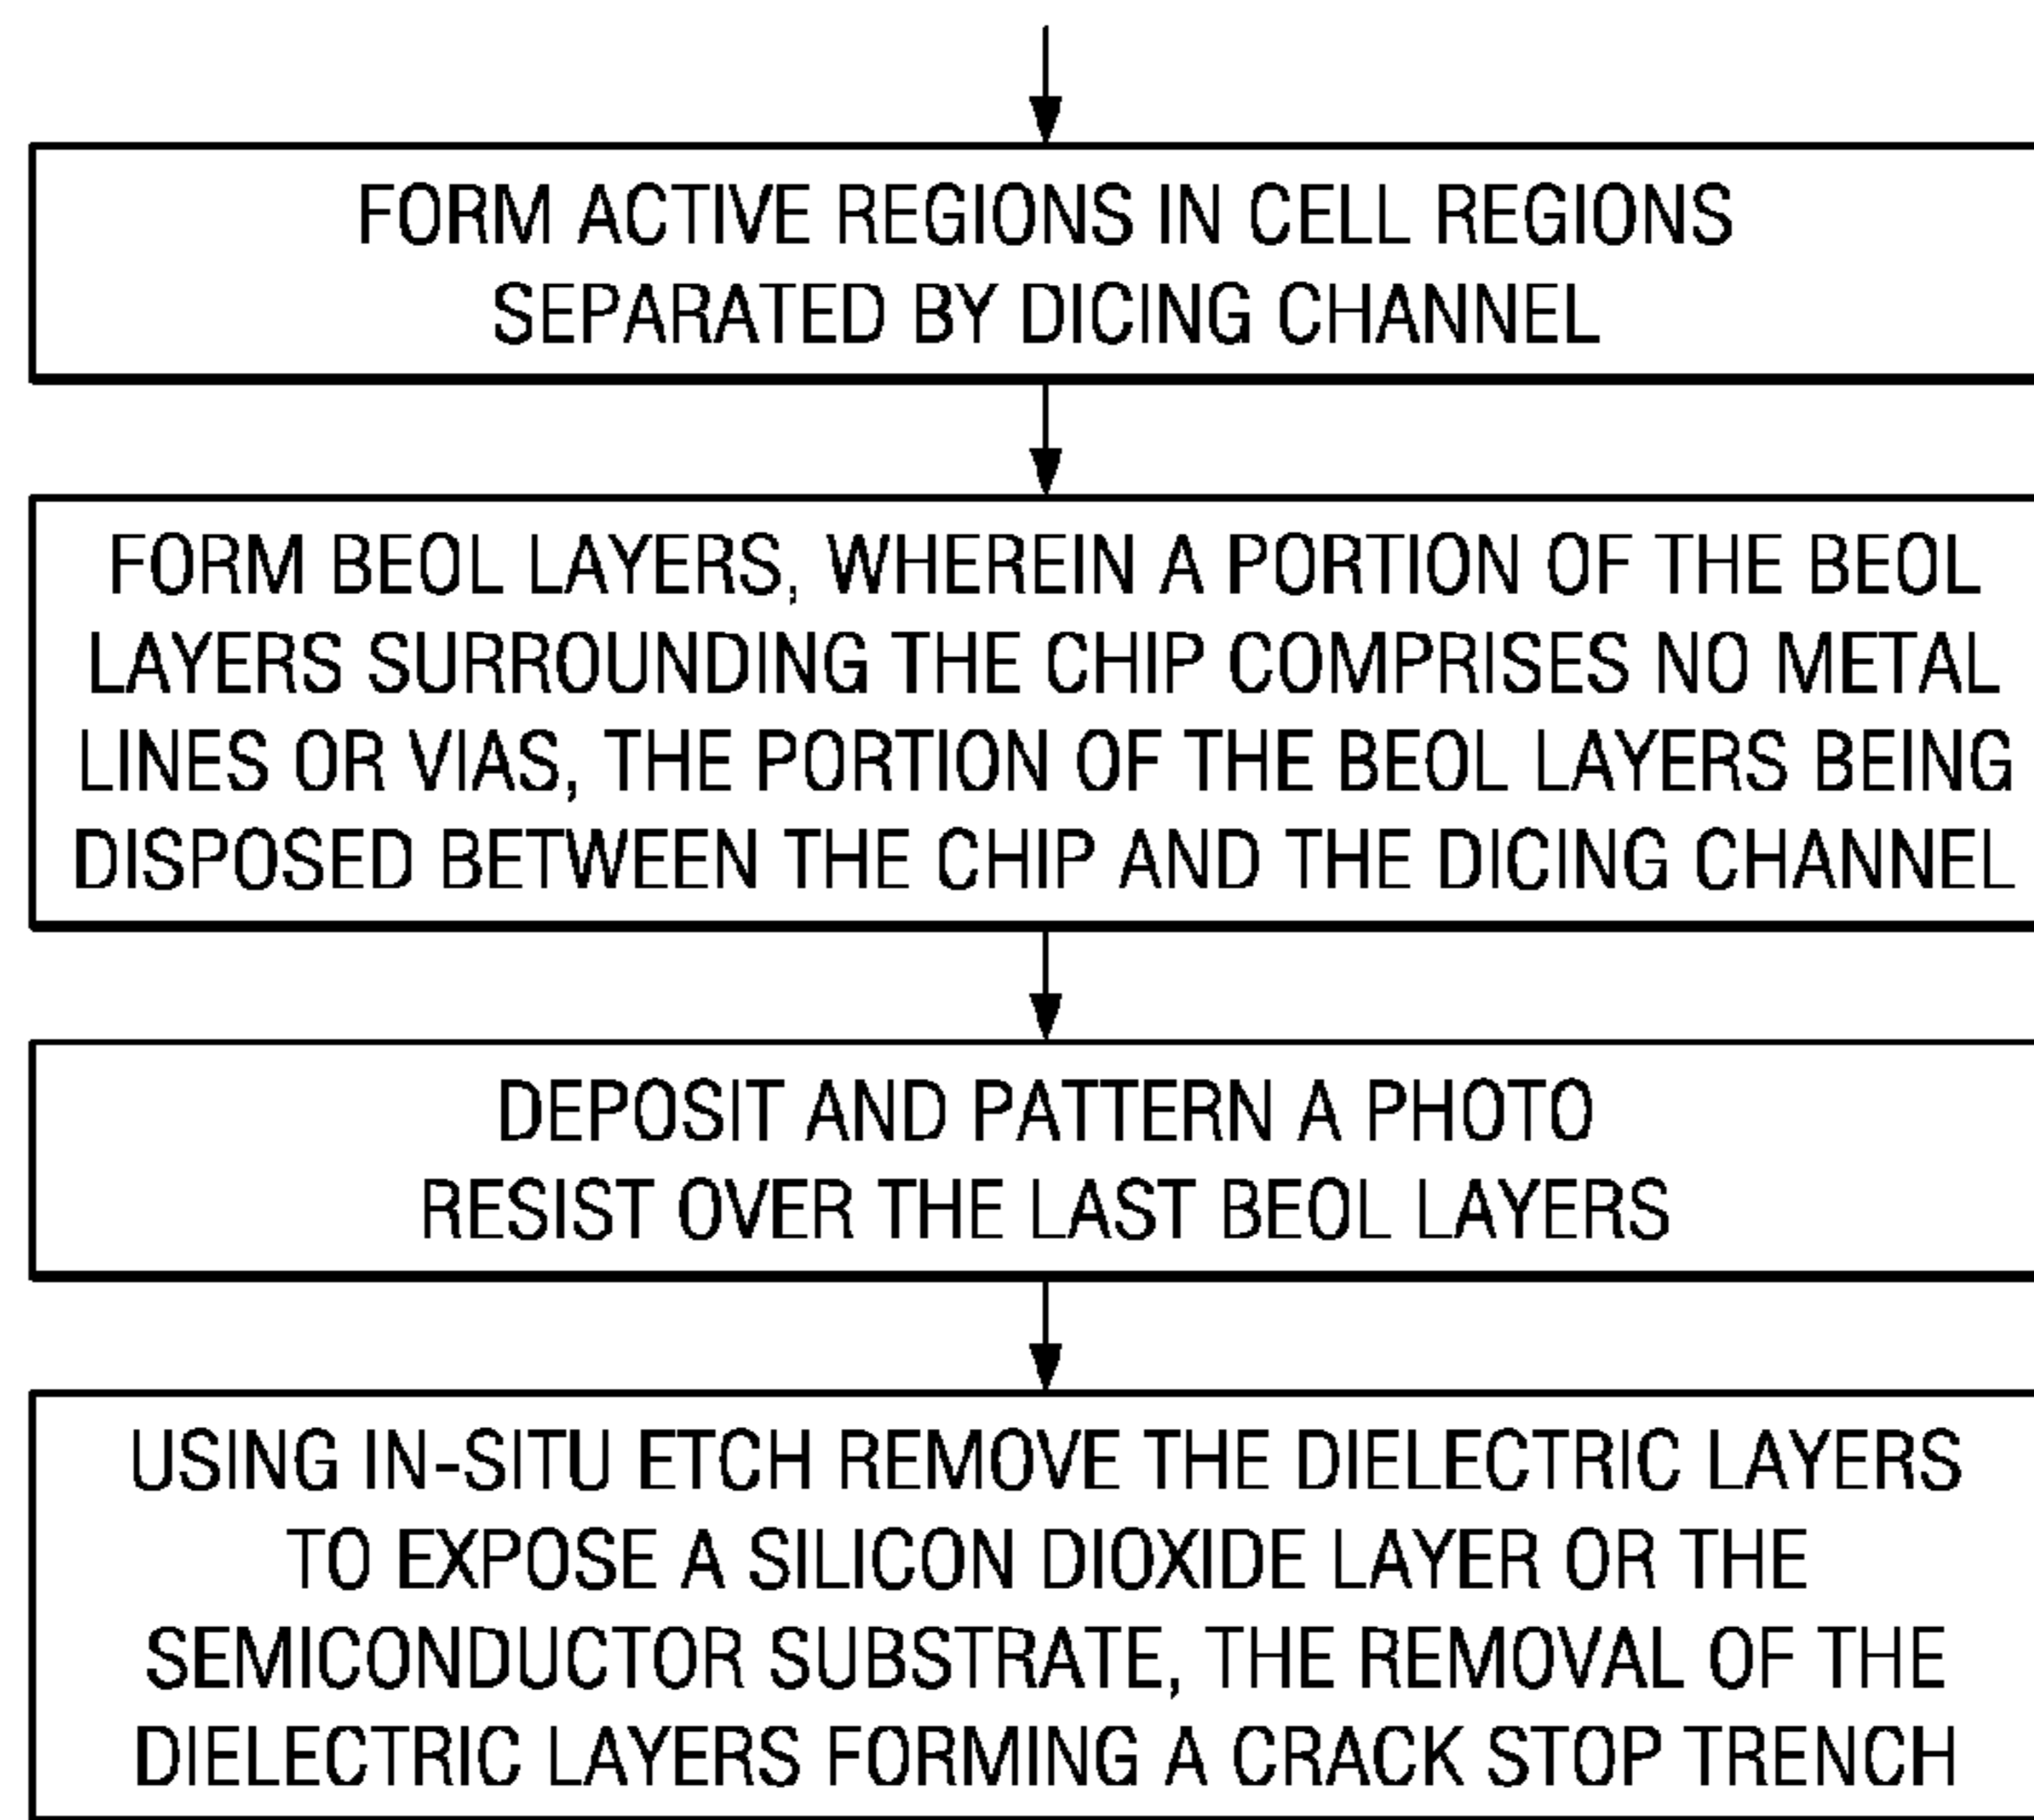 FORM ACTIVE REGIONS IN CELL REGIONS
SEPARATED BY DICING CHANNEL
FORM BEOL LAYERS, WHEREIN A PORTION OF THE BEOL
LAYERS SURROUNDING THE CHIP COMPRISES NO METAL
LINES OR VIAS, THE PORTION OF THE BEOL LAYERS BEING
DISPOSED BETWEEN THE CHIP AND THE DICING CHANNEL
DEPOSIT AND PATTERN A PHOTO
RESIST OVER THE LAST BEOL LAYERS
USING IN-SITU ETCH REMOVE THE DIELECTRIC LAYERS
TO EXPOSE A SILICON DIOXIDE LAYER OR THE
SEMICONDUCTOR SUBSTRATE, THE REMOVAL OF THE
DIELECTRIC LAYERS FORMING A CRACK STOP TRENCH